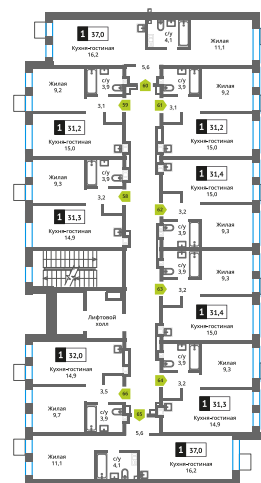 1 37,0
Кухня-гостиная
16,2
с/у
4,1
Жилая
11,1
5,6
Жилая
9,2
с/у
3,9
60
с/у
3,9
Жилая
9,2
3,1
59
61
3,1
1 31,2
Кухня-гостиная
15,0
1 31,2
Кухня-гостиная
15,0
Жилая
9,3
с/у
3,9
1 31,4
Кухня-гостиная
15,0
3,2
58
62
3,2
1 31,3
Кухня-гостиная
14,9
с/у
3,9
Жилая
9,3
с/у
3,9
Жилая
9,3
63
3,2
Лифтовой
холл
1 31,4
Кухня-гостиная
15,0
1 32,0
Кухня-гостиная
14,9
с/у
3,9
Жилая
9,3
3,5
66
64
3,2
Жилая
9,7
с/у
3,9
65
1 31,3
Кухня-гостиная
14,9
5,6
Жилая
11,1
с/у
4,1
1 37,0
Кухня-гостиная
16,2